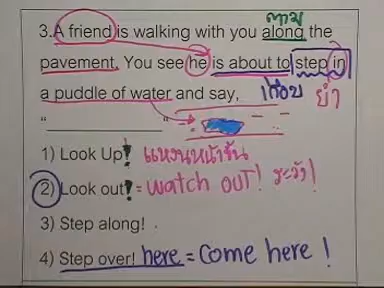 ตาม
3.A friend is walking with you along the
pavement. You see he is about to step in
a puddle of water and say, เกือบ ย่ำ
"____________"
1) Look Up! แหงนหน้าขึ้น
2) Look out! = watch out! ระวัง!
3) Step along!
4) Step over! here = Come here !